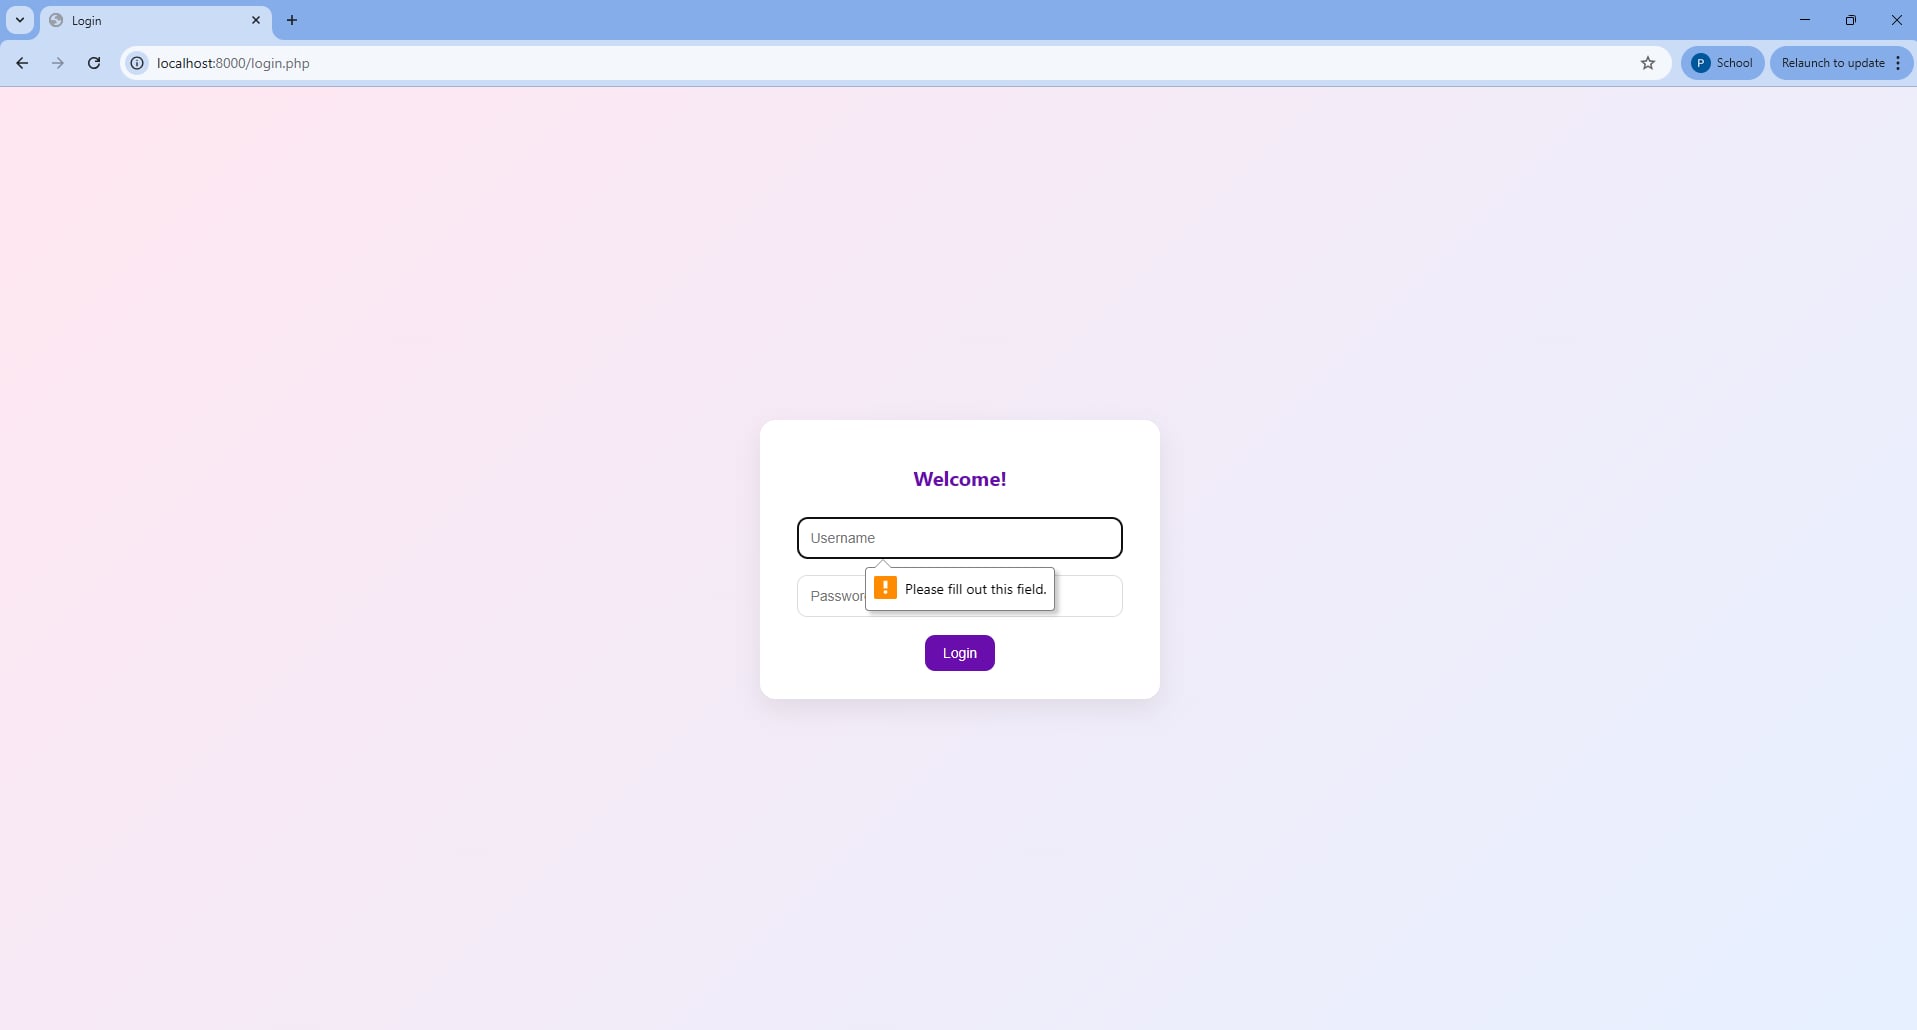 Login
localhost:8000/login.php
P School
Relaunch to update
Welcome!
Username
Please fill out this field.
Passwor
Login